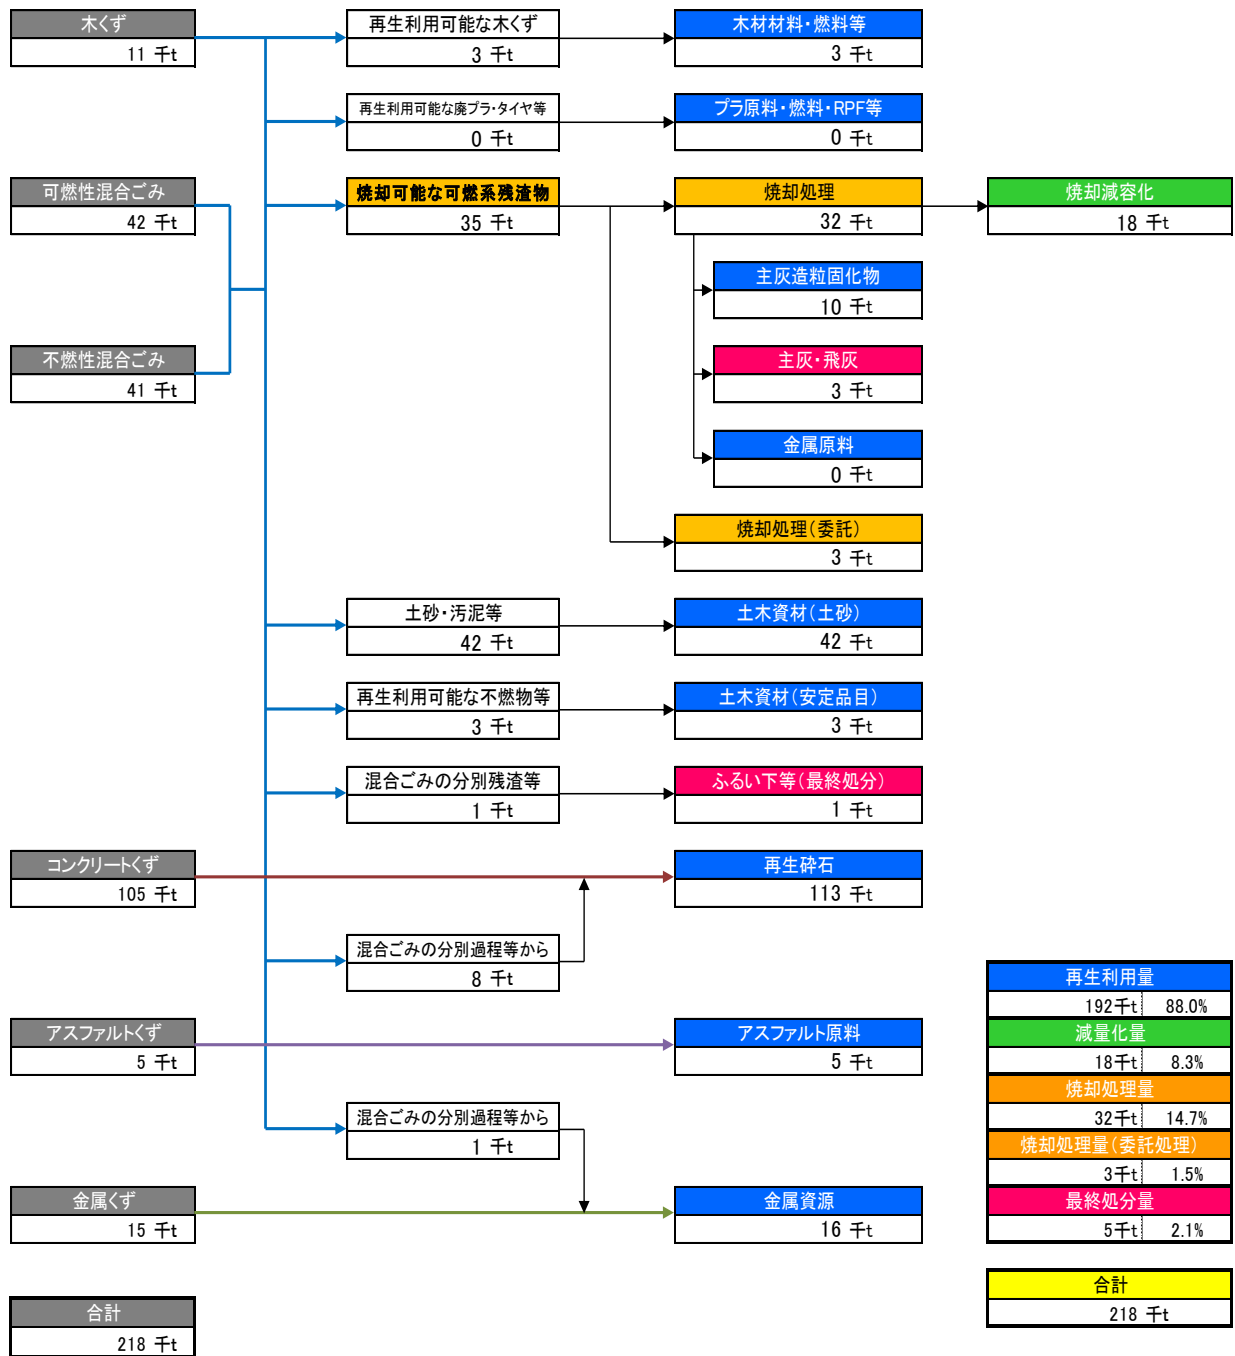 木くず
11 千t
再生利用可能な木くず
3 千t
木材材料・燃料等
3 千t
再生利用可能な廃プラ・タイヤ等
0 千t
プラ原料・燃料・RPF等
0 千t
可燃性混合ごみ
42 千t
焼却可能な可燃系残渣物
35 千t
焼却処理
32 千t
焼却減容化
18 千t
主灰造粒固化物
10 千t
不燃性混合ごみ
41 千t
主灰・飛灰
3 千t
金属原料
0 千t
焼却処理(委託)
3 千t
土砂・汚泥等
42 千t
土木資材(土砂)
42 千t
再生利用可能な不燃物等
3 千t
土木資材(安定品目)
3 千t
混合ごみの分別残渣等
1 千t
ふるい下等(最終処分)
1 千t
コンクリートくず
105 千t
再生砕石
113 千t
混合ごみの分別過程等から
8 千t
アスファルトくず
5 千t
アスファルト原料
5 千t
混合ごみの分別過程等から
1 千t
金属くず
15 千t
金属資源
16 千t
再生利用量
192千t 88.0%
減量化量
18千t 8.3%
焼却処理量
32千t 14.7%
焼却処理量(委託処理)
3千t 1.5%
最終処分量
5千t 2.1%
合計
218 千t
合計
218 千t